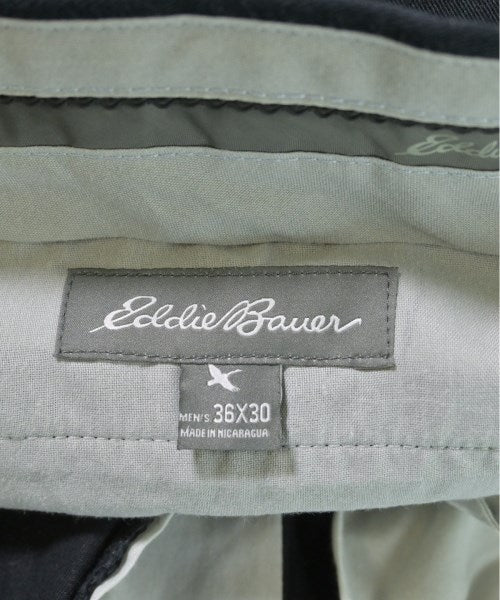 Eddie
Eddie Bauer
MEN'S 36X30
MADE IN NICARAGUA